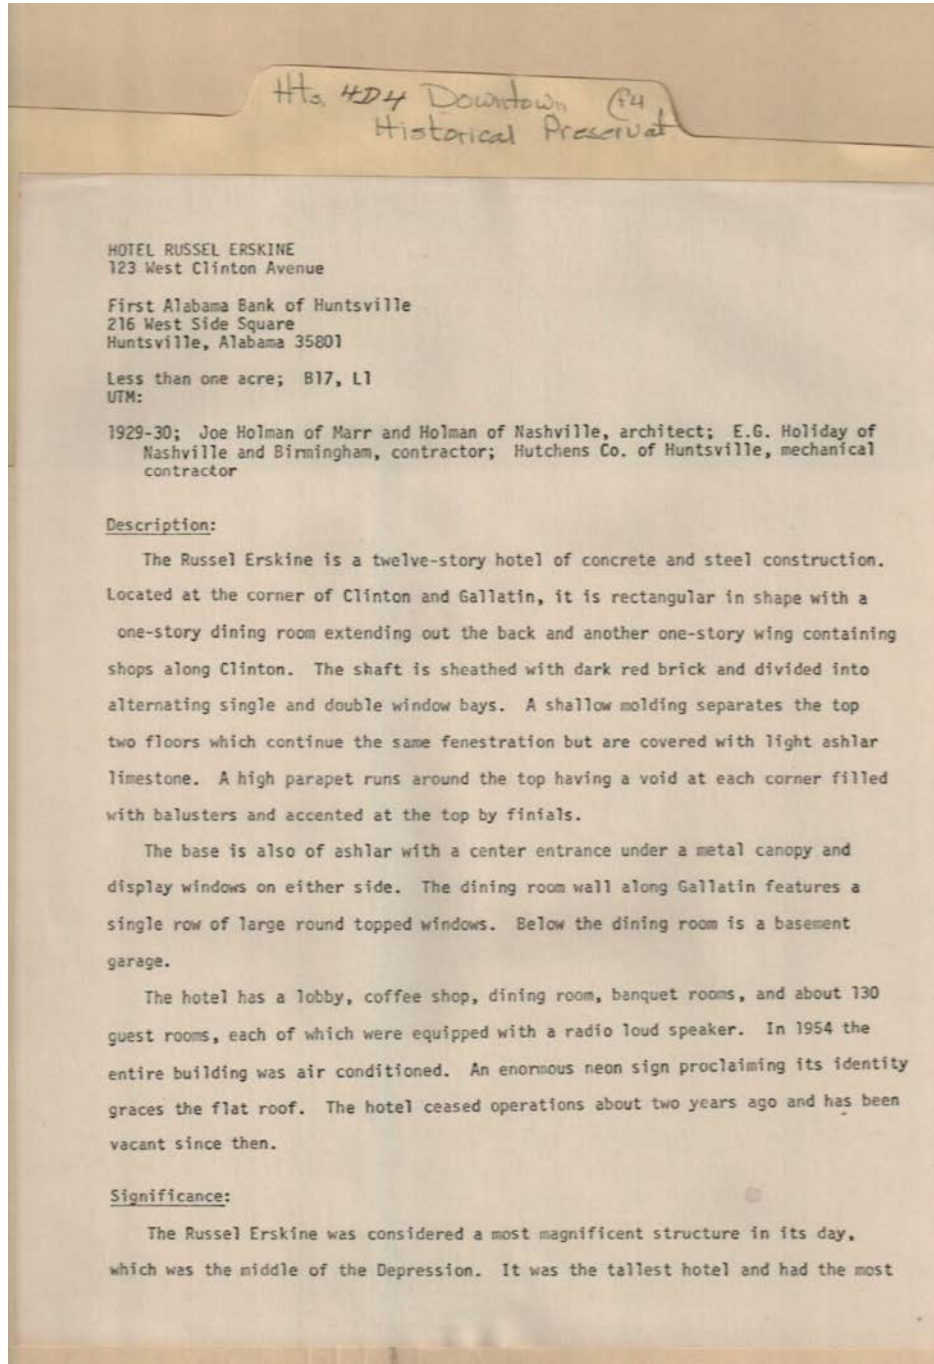 Hts. 4D4 Downtown
Historical Preservat
HOTEL RUSSEL ERSKINE
123 West Clinton Avenue
First Alabama Bank of Huntsville
216 West Side Square
Huntsville, Alabama 35801
Less than one acre; B17, L1
UTM:
1929-30; Joe Holman of Marr and Holman of Nashville, architect; E.G. Holiday of
Nashville and Birmingham, contractor; Hutchens Co. of Huntsville, mechanical
contractor
Description:
The Russel Erskine is a twelve-story hotel of concrete and steel construction.
Located at the corner of Clinton and Gallatin, it is rectangular in shape with a
one-story dining room extending out the back and another one-story wing containing
shops along Clinton. The shaft is sheathed with dark red brick and divided into
alternating single and double window bays. A shallow molding separates the top
two floors which continue the same fenestration but are covered with light ashlar
limestone. A high parapet runs around the top having a void at each corner filled
with balusters and accented at the top by finials.
The base is also of ashlar with a center entrance under a metal canopy and
display windows on either side. The dining room wall along Gallatin features a
single row of large round topped windows. Below the dining room is a basement
garage.
The hotel has a lobby, coffee shop, dining room, banquet rooms, and about 130
guest rooms, each of which were equipped with a radio loud speaker. In 1954 the
entire building was air conditioned. An enormous neon sign proclaiming its identity
graces the flat roof. The hotel ceased operations about two years ago and has been
vacant since then.
Significance:
The Russel Erskine was considered a most magnificent structure in its day,
which was the middle of the Depression. It was the tallest hotel and had the most